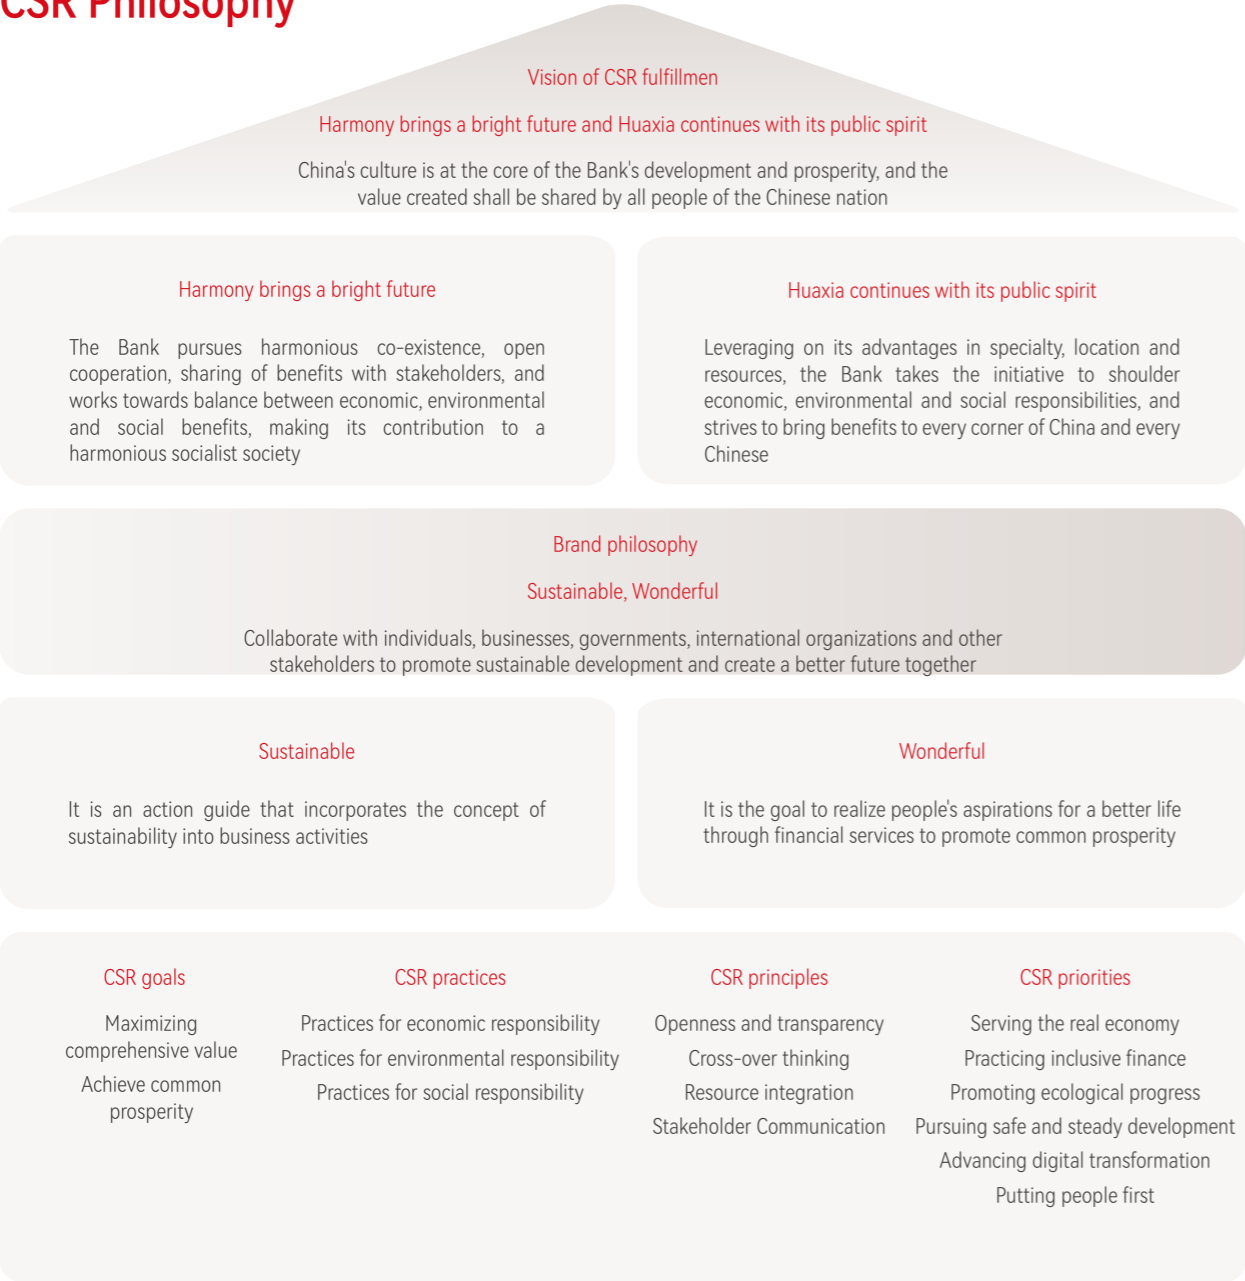 CSR Philosophy
Vision of CSR fulfillmen
Harmony brings a bright future and Huaxia continues with its public spirit
China's culture is at the core of the Bank's development and prosperity, and the
value created shall be shared by all people of the Chinese nation
Harmony brings a bright future
The Bank pursues harmonious co-existence, open
cooperation, sharing of benefits with stakeholders, and
works towards balance between economic, environmental
and social benefits, making its contribution to a
harmonious socialist society
Huaxia continues with its public spirit
Leveraging on its advantages in specialty, location and
resources, the Bank takes the initiative to shoulder
economic, environmental and social responsibilities, and
strives to bring benefits to every corner of China and every
Chinese
Brand philosophy
Sustainable, Wonderful
Collaborate with individuals, businesses, governments, international organizations and other
stakeholders to promote sustainable development and create a better future together
Sustainable
It is an action guide that incorporates the concept of
sustainability into business activities
Wonderful
It is the goal to realize people's aspirations for a better life
through financial services to promote common prosperity
CSR goals
Maximizing
comprehensive value
Achieve common
prosperity
CSR practices
Practices for economic responsibility
Practices for environmental responsibility
Practices for social responsibility
CSR principles
Openness and transparency
Cross-over thinking
Resource integration
Stakeholder Communication
CSR priorities
Serving the real economy
Practicing inclusive finance
Promoting ecological progress
Pursuing safe and steady development
Advancing digital transformation
Putting people first